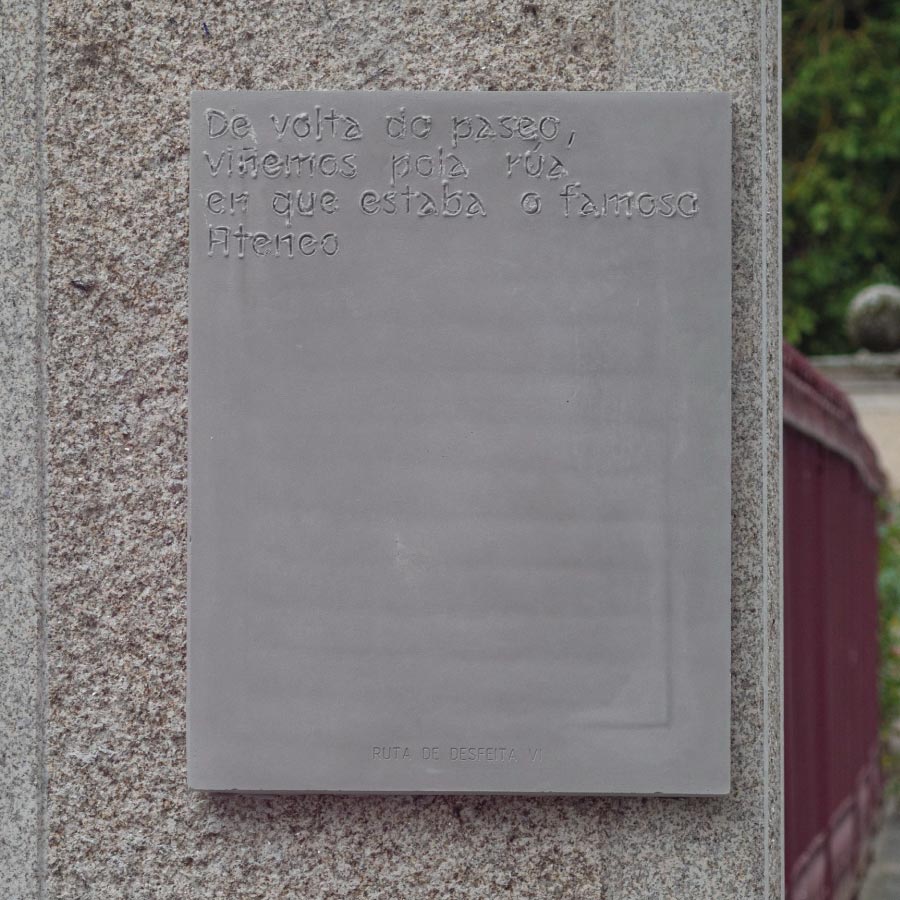 De volta do paseo,
viñemos pola rúa
en que estaba o famoso
Ateneo
RUTA DE DESFEITA VI